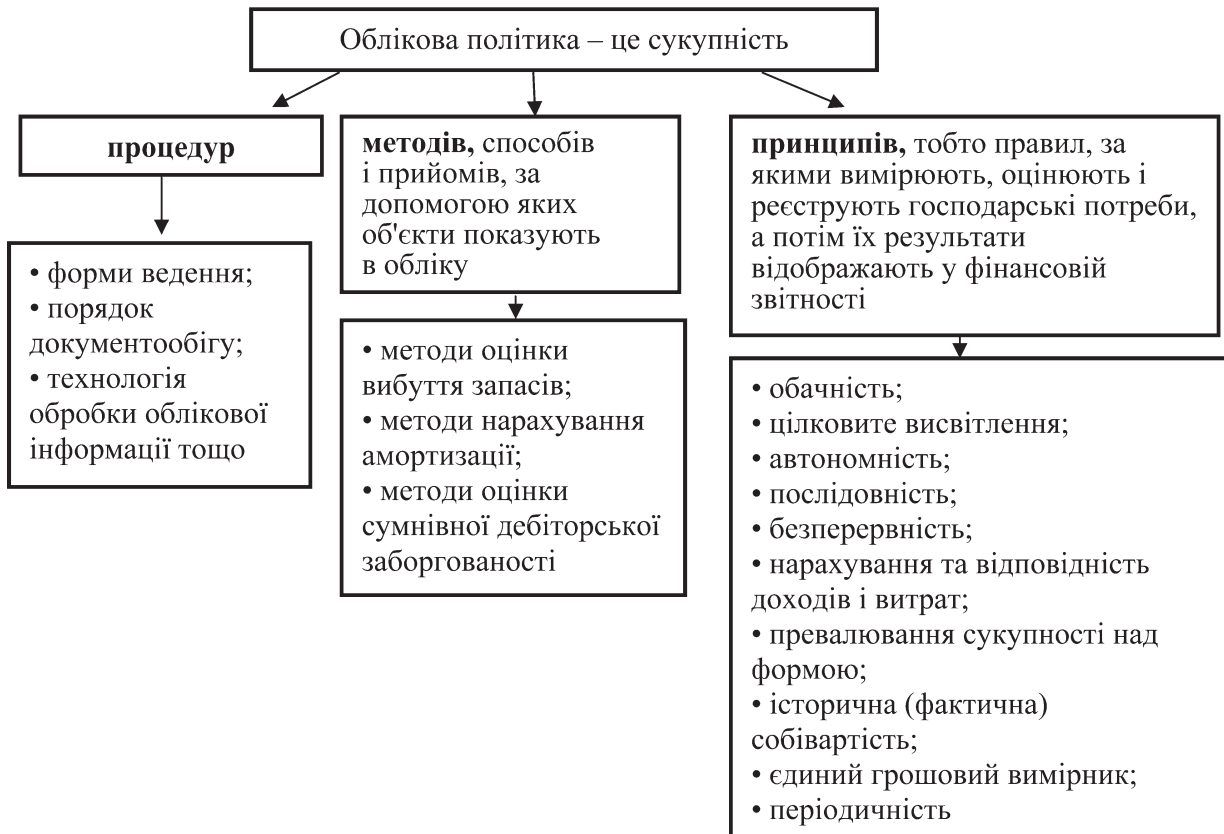 Облікова політика – це сукупність
процедур
• форми ведення;
• порядок
документообігу;
• технологія
обробки облікової
інформації тощо
методів, способів
і прийомів, за
допомогою яких
об'єкти показують
в обліку
• методи оцінки
вибуття запасів;
• методи нарахування
амортизації;
• методи оцінки
сумнівної дебіторської
заборгованості
принципів, тобто правил, за
якими вимірюють, оцінюють і
реєструють господарські потреби,
а потім їх результати
відображають у фінансовій
звітності
• обачність;
• цілковите висвітлення;
• автономність;
• послідовність;
• безперервність;
• нарахування та відповідність
доходів і витрат;
• превалювання сукупності над
формою;
• історична (фактична)
собівартість;
• єдиний грошовий вимірник;
• періодичність